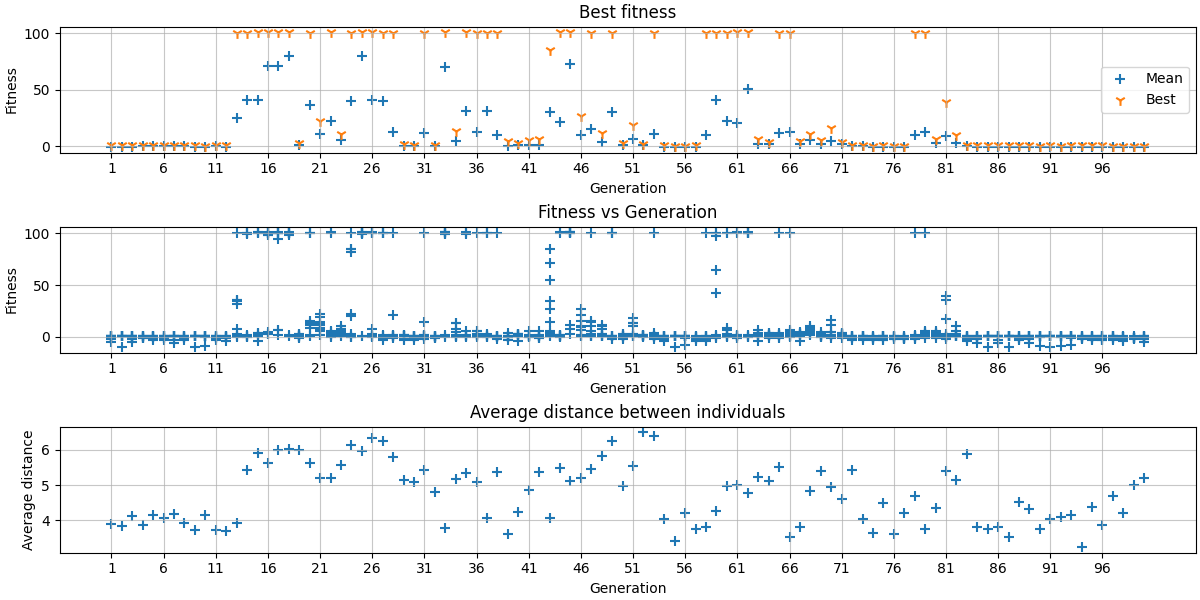 Best fitness
100
50
0
Fitness
Mean
Best
1 6 11 16 21 26 31 36 41 46 51 56 61 66 71 76 81 86 91 96
Generation
Fitness vs Generation
100
50
0
Fitness
1 6 11 16 21 26 31 36 41 46 51 56 61 66 71 76 81 86 91 96
Generation
Average distance between individuals
6
4
Average distance
1 6 11 16 21 26 31 36 41 46 51 56 61 66 71 76 81 86 91 96
Generation